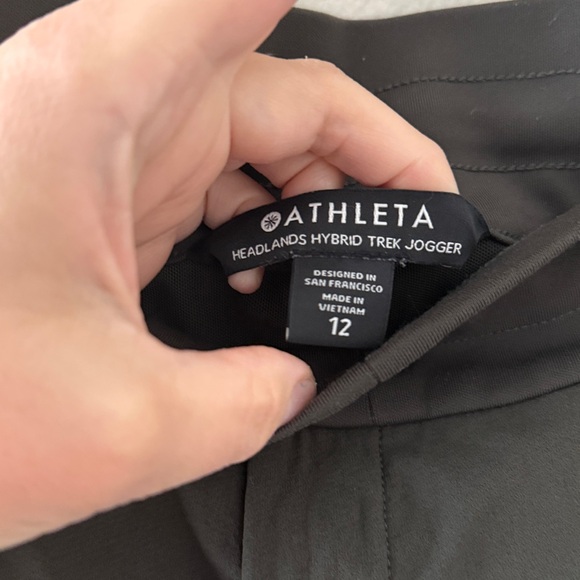 ATHLETA
HEADLANDS HYBRID TREK JOGGER
DESIGNED IN
SAN FRANCISCO
MADE IN
VIETNAM
12